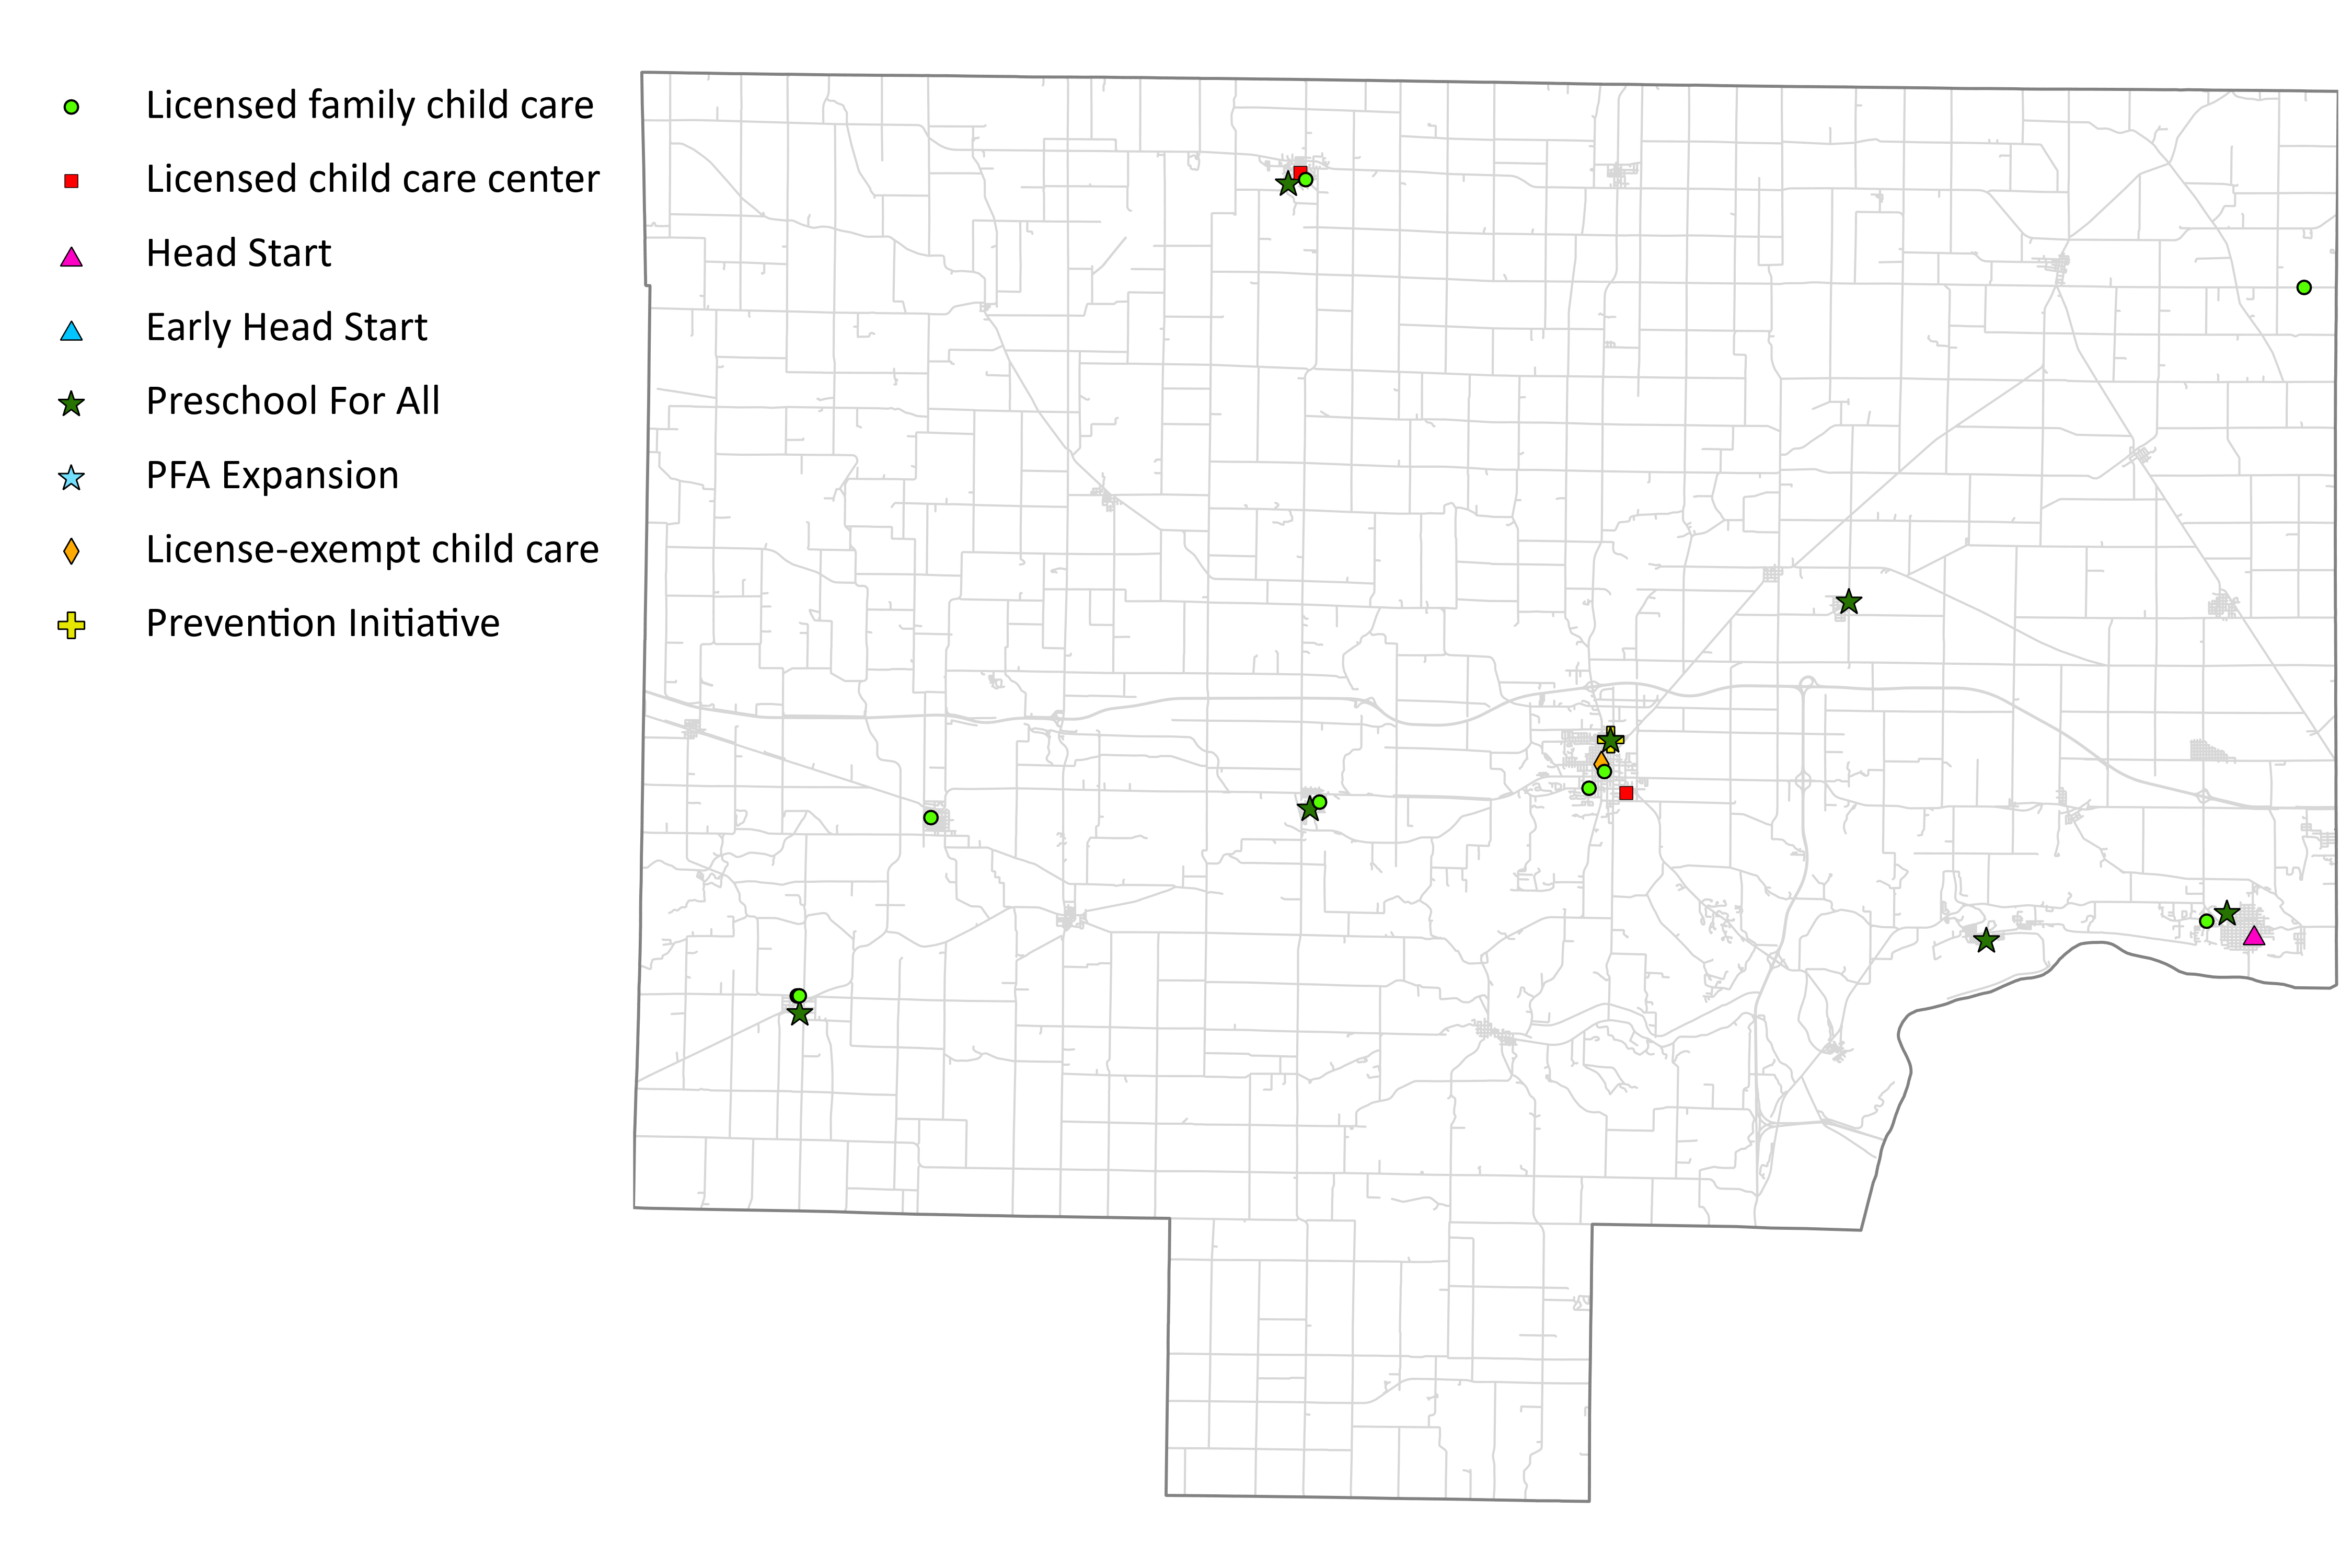 Licensed family child care
Licensed child care center
Head Start
Early Head Start
Preschool For All
PFA Expansion
License-exempt child care
Prevention Initiative